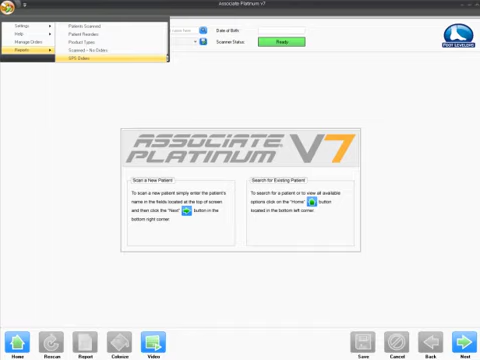 Associate Platinum v7
Settings
Help
Manage Orders
Reports
Patients Scanned
Patient Reorders
Product Types
Scanned - No Orders
Date of Birth:
Scanner Status:
Ready
FOOT LEVELERS
ASSOCIATE
PLATINUM V7
Scan a New Patient
To scan a new patient simply enter the patient's
name in the fields located at the top of screen
and then click the "Next" button in the
bottom right corner.
Search for Existing Patient
To search for a patient or to view all available
options click on the "Home" button
located in the bottom left corner.
Home
Rescan
Report
Colorize
Video
Save
Cancel
Back
Next